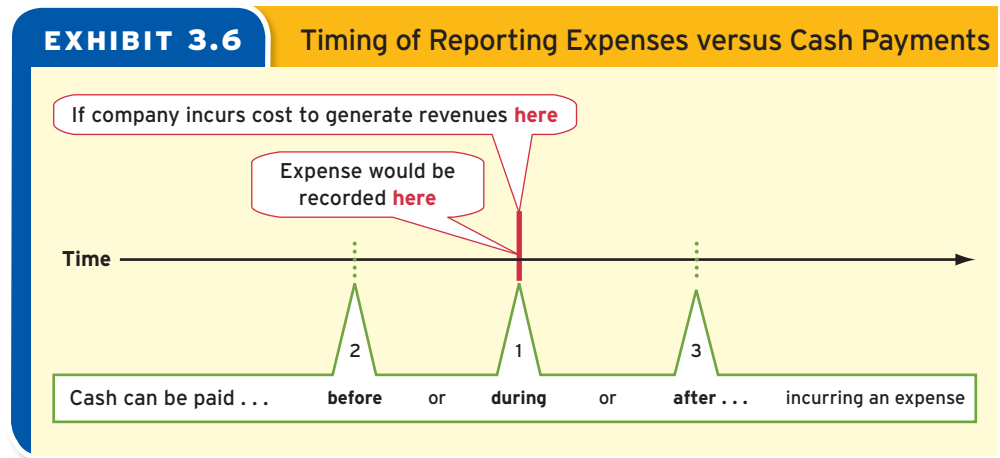 EXHIBIT 3.6
Timing of Reporting Expenses versus Cash Payments
If company incurs cost to generate revenues here
Expense would be
recorded here
Time
2
1
3
Cash can be paid . . . before or during or after . . . incurring an expense